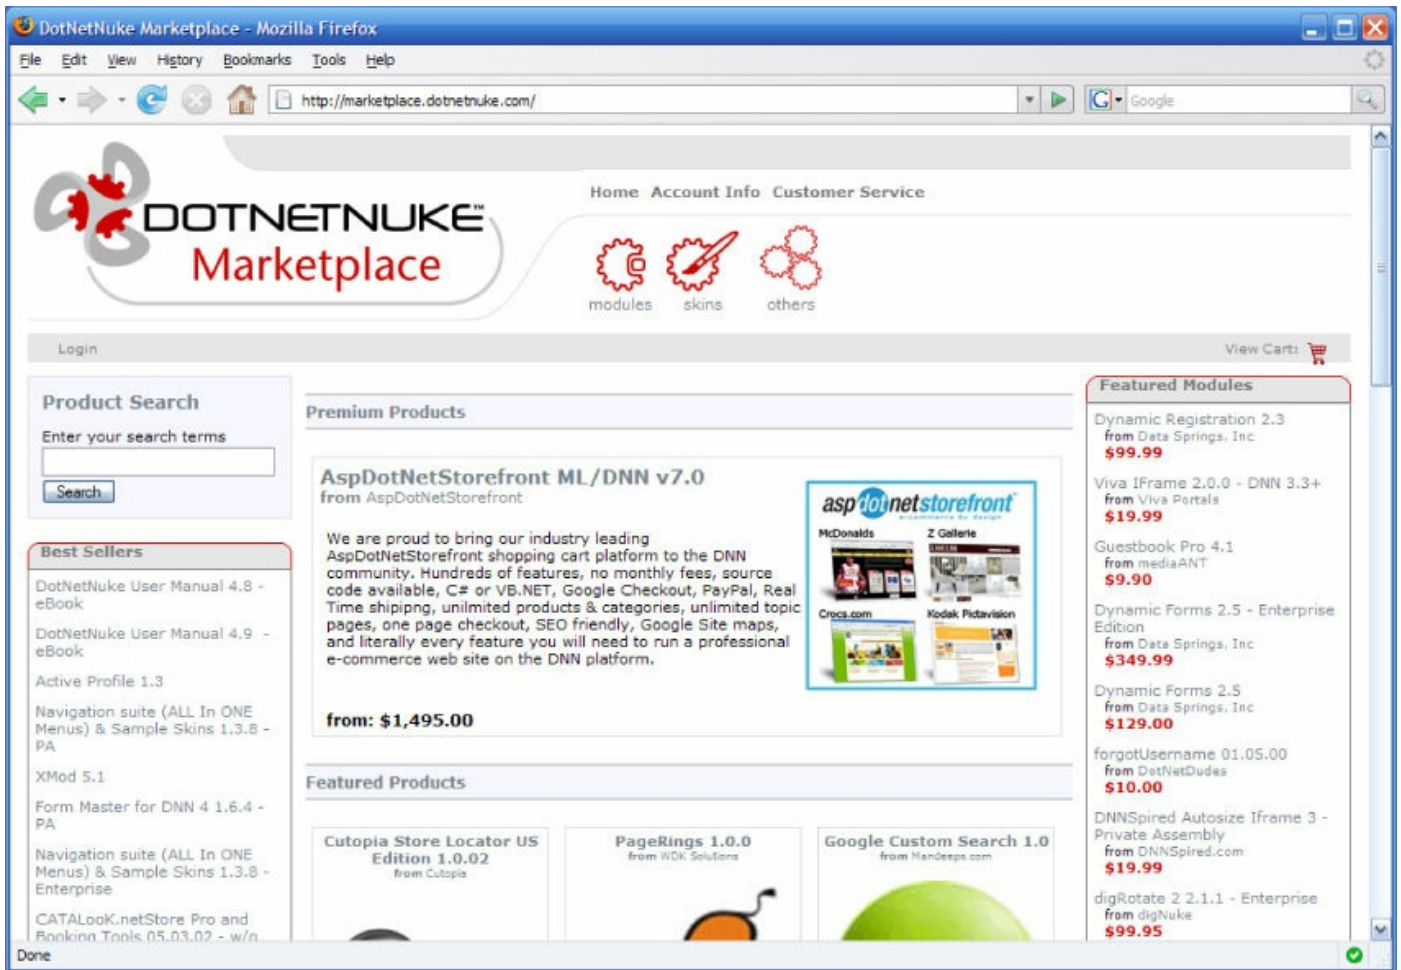 DotNetNuke Marketplace - Mozilla Firefox
File Edit View History Bookmarks Tools Help
http://marketplace.dotnetnuke.com/
Google
DOTNETNUKE™
Marketplace
Home Account Info Customer Service
modules skins others
Login
View Cart:
Product Search
Enter your search terms
Search
Best Sellers
DotNetNuke User Manual 4.8 -
eBook
DotNetNuke User Manual 4.9 -
eBook
Active Profile 1.3
Navigation suite (ALL In ONE
Menus) & Sample Skins 1.3.8 -
PA
XMod 5.1
Form Master for DNN 4 1.6.4 -
PA
Navigation suite (ALL In ONE
Menus) & Sample Skins 1.3.8 -
Enterprise
CATALooK.netStore Pro and
Booking Tools 05.03.02 - w/o
Premium Products
AspDotNetStorefront ML/DNN v7.0
from AspDotNetStorefront
We are proud to bring our industry leading
AspDotNetStorefront shopping cart platform to the DNN
community. Hundreds of features, no monthly fees, source
code available, C# or VB.NET, Google Checkout, PayPal, Real
Time shipipng, unilmited products & categories, unlimited topic
pages, one page checkout, SEO friendly, Google Site maps,
and literally every feature you will need to run a professional
e-commerce web site on the DNN platform.
from: $1,495.00
aspdotnetstorefront
e-commerce by design
McDonalds Z Gallerie
Crocs.com Kodak Pictavision
Featured Products
Cutopia Store Locator US
Edition 1.0.02
from Cutopia
PageRings 1.0.0
from WDK Solutions
Google Custom Search 1.0
from Mandeeps.com
Featured Modules
Dynamic Registration 2.3
from Data Springs, Inc
$99.99
Viva IFrame 2.0.0 - DNN 3.3+
from Viva Portals
$19.99
Guestbook Pro 4.1
from mediaANT
$9.90
Dynamic Forms 2.5 - Enterprise
Edition
from Data Springs, Inc
$349.99
Dynamic Forms 2.5
from Data Springs, Inc
$129.00
forgotUsername 01.05.00
from DotNetDudes
$10.00
DNNSpired Autosize Iframe 3 -
Private Assembly
from DNNSpired.com
$19.99
digRotate 2 2.1.1 - Enterprise
from digNuke
$99.95
Done